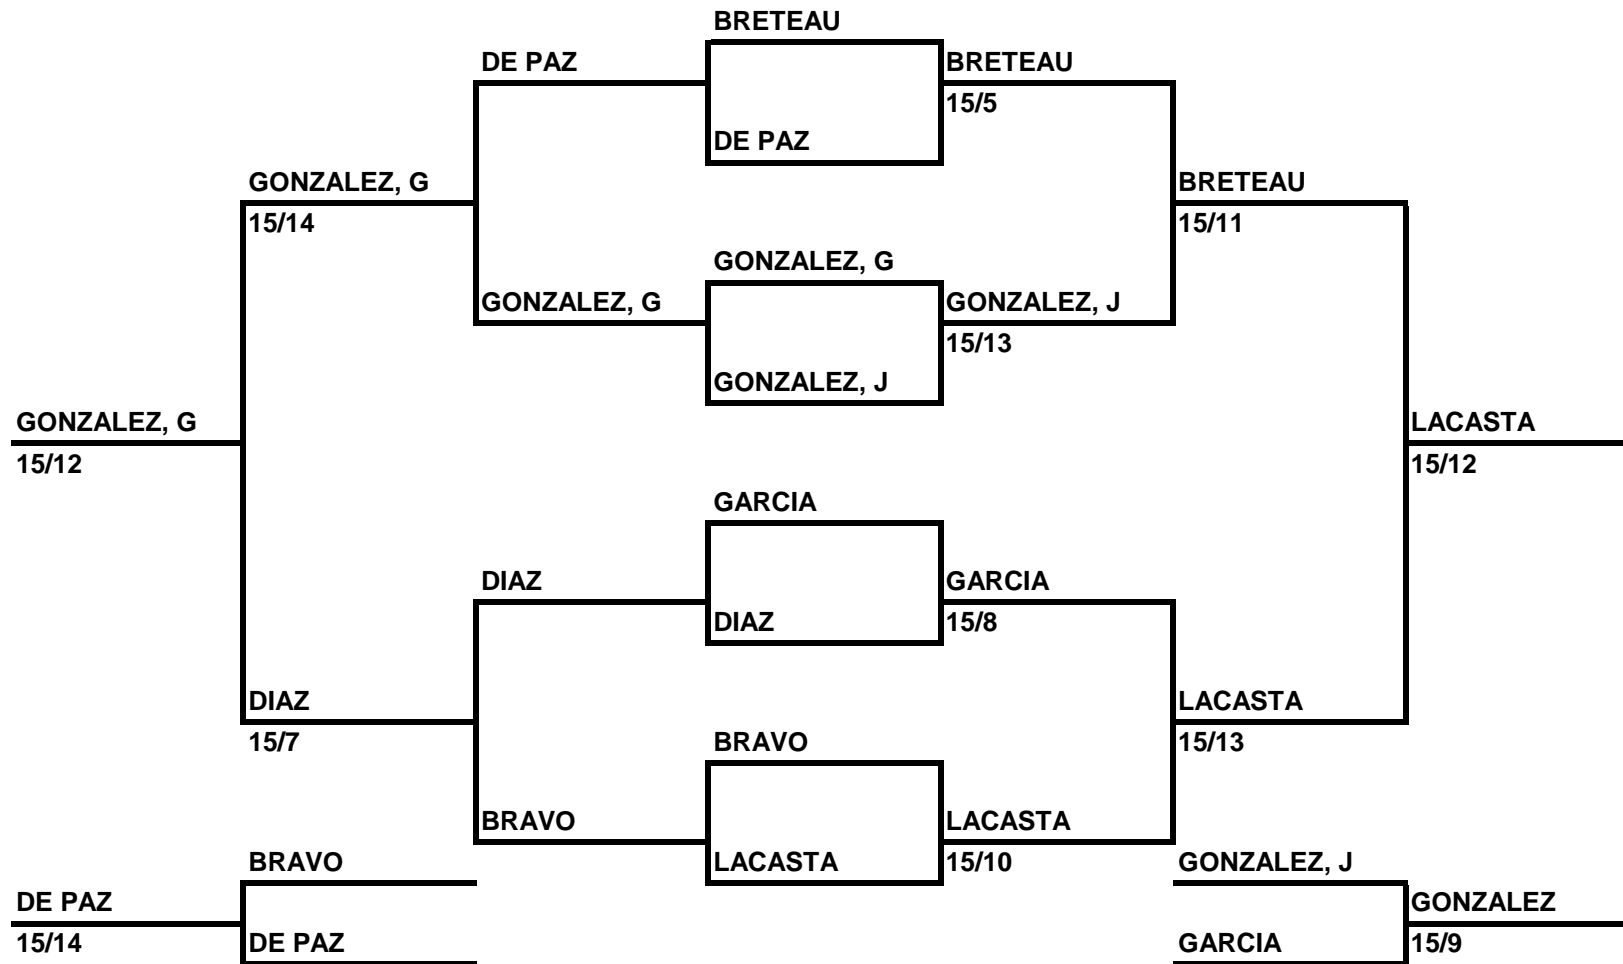 BRETEAU
DE PAZ
BRETEAU
15/5
DE PAZ
GONZALEZ, G
BRETEAU
15/14
15/11
GONZALEZ, G
GONZALEZ, G
GONZALEZ, J
15/13
GONZALEZ, J
GONZALEZ, G
LACASTA
15/12
15/12
GARCIA
DIAZ
GARCIA
DIAZ
15/8
DIAZ
LACASTA
15/7
BRAVO
15/13
BRAVO
LACASTA
BRAVO
LACASTA
15/10
GONZALEZ, J
DE PAZ
GONZALEZ
15/14
DE PAZ
GARCIA
15/9